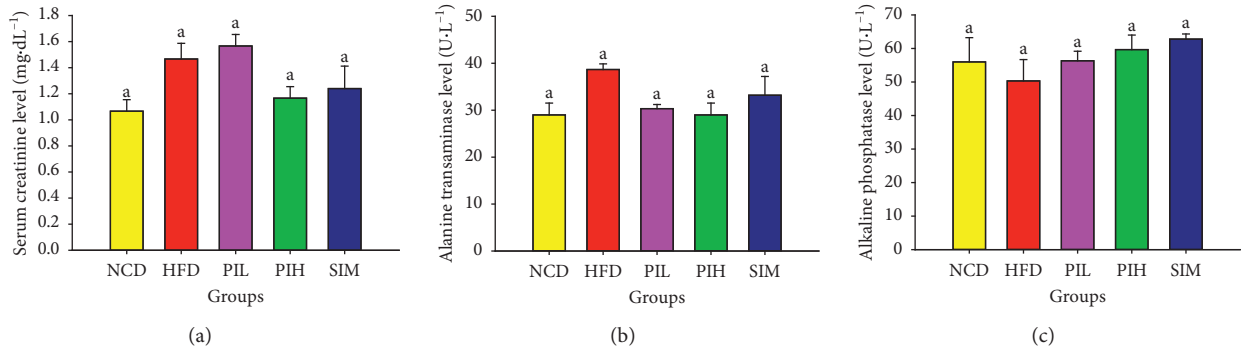 Serum creatinine level (mg·dL⁻¹)
1.8
1.6
1.4
1.2
1.0
0.8
0.6
0.4
0.2
0.0
a
a
a
a
a
NCD HFD PIL PIH SIM
Groups
(a)
Alanine transaminase level (U·L⁻¹)
50
40
30
20
10
0
a
a
a
a
a
NCD HFD PIL PIH SIM
Groups
(b)
Alkaline phosphatase level (U·L⁻¹)
70
60
50
40
30
20
10
0
a
a
a
a
a
NCD HFD PIL PIH SIM
Groups
(c)